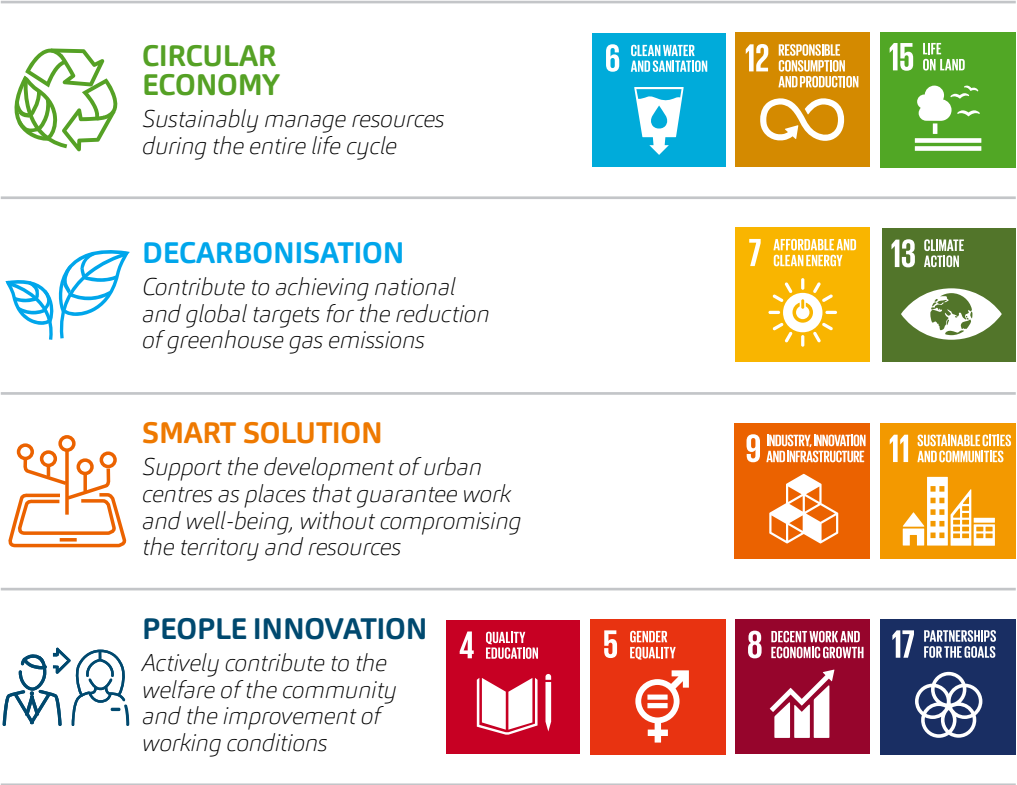 CIRCULAR
ECONOMY
Sustainably manage resources
during the entire life cycle
6 CLEAN WATER
AND SANITATION
12 RESPONSIBLE
CONSUMPTION
AND PRODUCTION
15 LIFE
ON LAND
DECARBONISATION
Contribute to achieving national
and global targets for the reduction
of greenhouse gas emissions
7 AFFORDABLE AND
CLEAN ENERGY
13 CLIMATE
ACTION
SMART SOLUTION
Support the development of urban
centres as places that guarantee work
and well-being, without compromising
the territory and resources
9 INDUSTRY, INNOVATION
AND INFRASTRUCTURE
11 SUSTAINABLE CITIES
AND COMMUNITIES
PEOPLE INNOVATION
Actively contribute to the
welfare of the community
and the improvement of
working conditions
4 QUALITY
EDUCATION
5 GENDER
EQUALITY
8 DECENT WORK AND
ECONOMIC GROWTH
17 PARTNERSHIPS
FOR THE GOALS